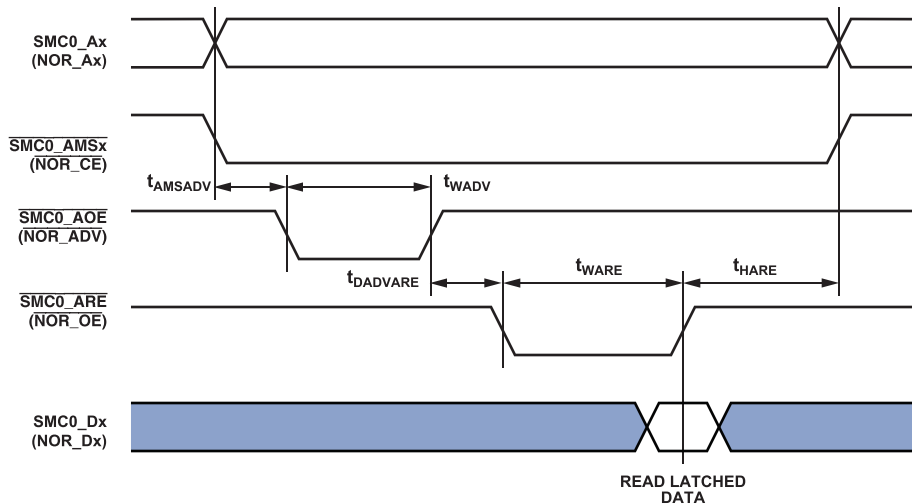 SMC0_Ax
(NOR_Ax)
SMC0_AMSx
(NOR_CE)
tAMSADV
tWADV
SMC0_AOE
(NOR_ADV)
tDADVARE
tWARE
tHARE
SMC0_ARE
(NOR_OE)
SMC0_Dx
(NOR_Dx)
READ LATCHED
DATA